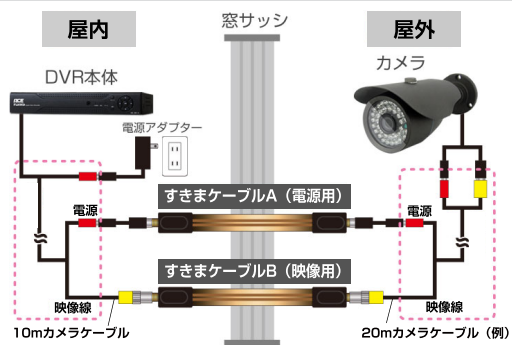 屋内
窓サッシ
屋外
DVR本体
カメラ
電源アダプター
すきまケーブルA（電源用）
電源
電源
すきまケーブルB（映像用）
映像線
映像線
10mカメラケーブル
20mカメラケーブル（例）